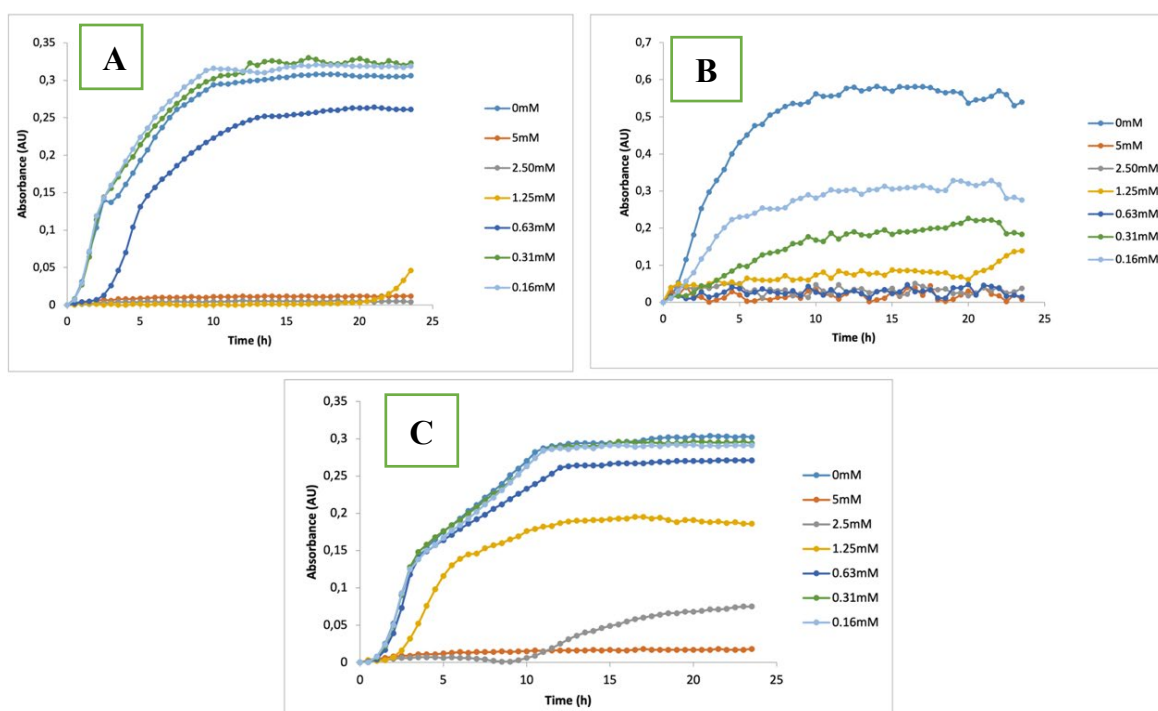 A
Absorbance (AU)
0,35
0,3
0,25
0,2
0,15
0,1
0,05
0
0 5 10 15 20 25
Time (h)
0mM
5mM
2.50mM
1.25mM
0.63mM
0.31mM
0.16mM
B
Absorbance (AU)
0,7
0,6
0,5
0,4
0,3
0,2
0,1
0
0 5 10 15 20 25
Time (h)
0mM
5mM
2.50mM
1.25mM
0.63mM
0.31mM
0.16mM
C
Absorbance (AU)
0,35
0,3
0,25
0,2
0,15
0,1
0,05
0
0 5 10 15 20 25
Time (h)
0mM
5mM
2.5mM
1.25mM
0.63mM
0.31mM
0.16mM